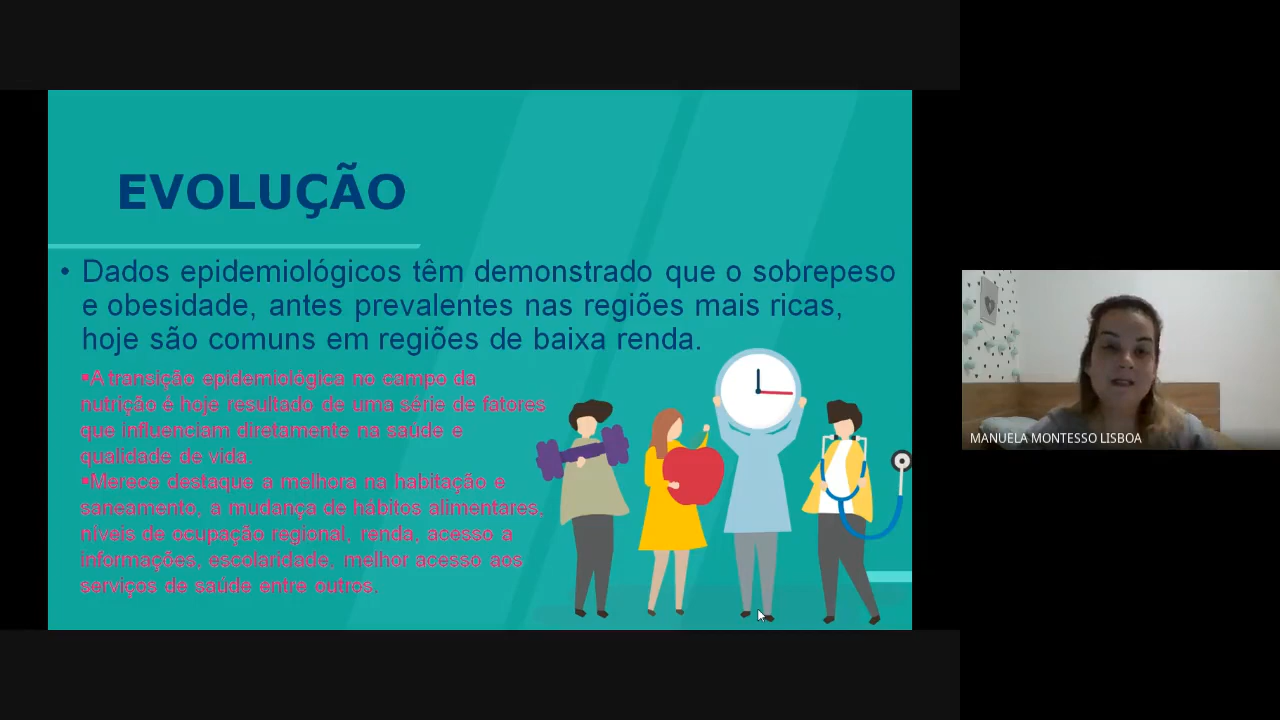 EVOLUÇÃO
• Dados epidemiológicos têm demonstrado que o sobrepeso
e obesidade, antes prevalentes nas regiões mais ricas,
hoje são comuns em regiões de baixa renda.
▪A transição epidemiológica no campo da
nutrição é hoje resultado de uma série de fatores
que influenciam diretamente na saúde e
qualidade de vida.
▪Merece destaque a melhora na habitação e
saneamento, a mudança de hábitos alimentares,
níveis de ocupação regional, renda, acesso a
informações, escolaridade, melhor acesso aos
serviços de saúde entre outros.
MANUELA MONTESSO LISBOA